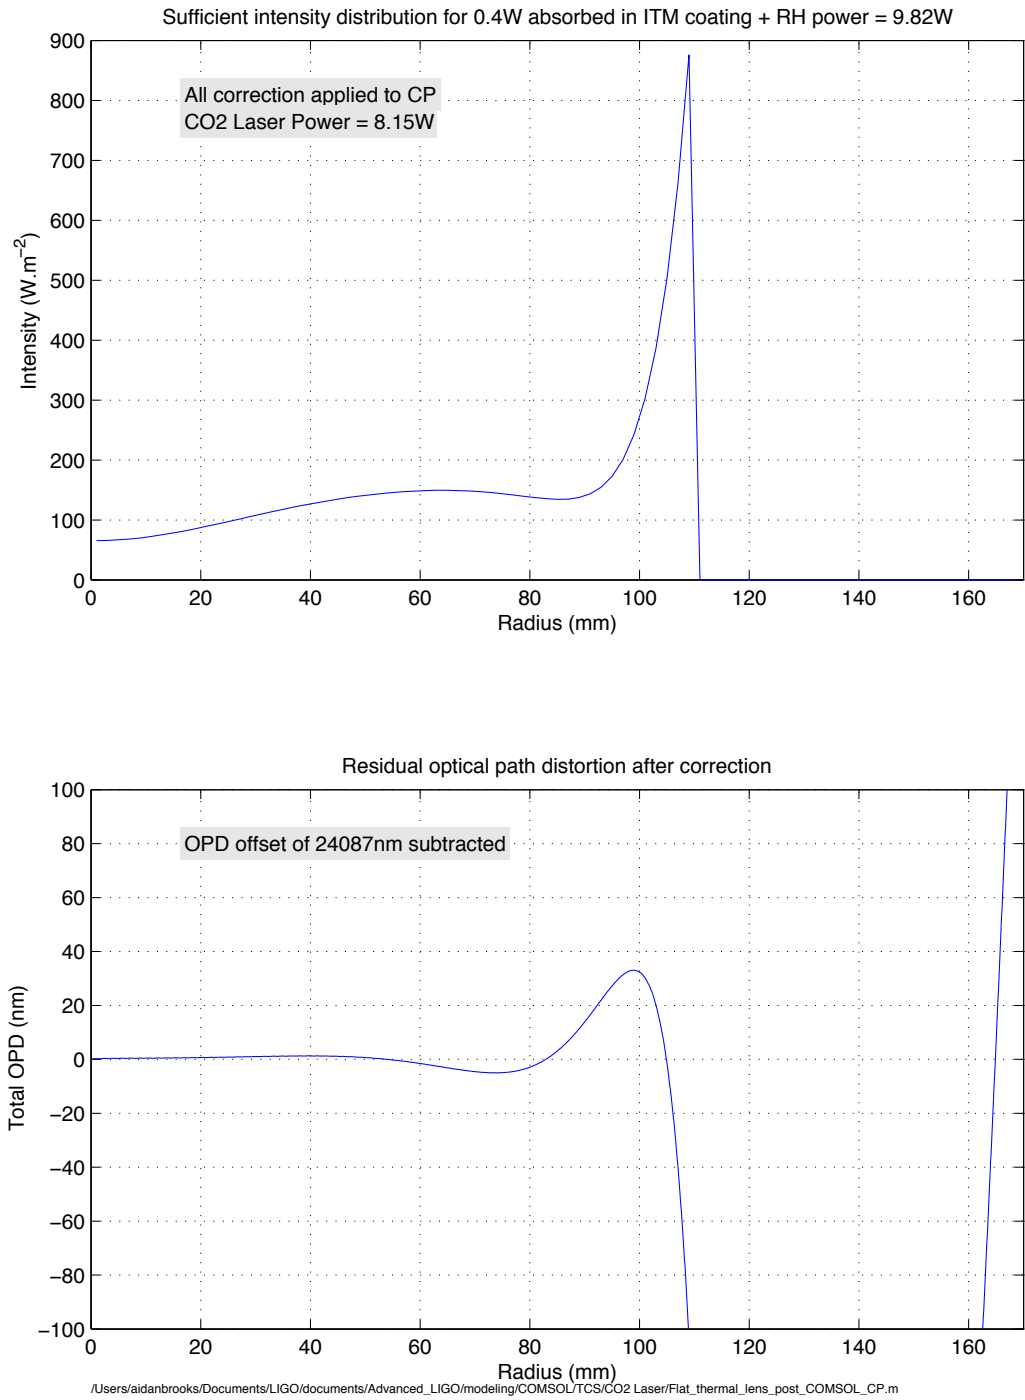 Sufficient intensity distribution for 0.4W absorbed in ITM coating + RH power = 9.82W
900
800
700
600
500
400
300
200
100
0
Intensity (W.m−2)
All correction applied to CP
CO2 Laser Power = 8.15W
0 20 40 60 80 100 120 140 160
Radius (mm)
Residual optical path distortion after correction
100
80
60
40
20
0
−20
−40
−60
−80
−100
Total OPD (nm)
OPD offset of 24087nm subtracted
0 20 40 60 80 100 120 140 160
Radius (mm)
/Users/aidanbrooks/Documents/LIGO/documents/Advanced_LIGO/modeling/COMSOL/TCS/CO2 Laser/Flat_thermal_lens_post_COMSOL_CP.m